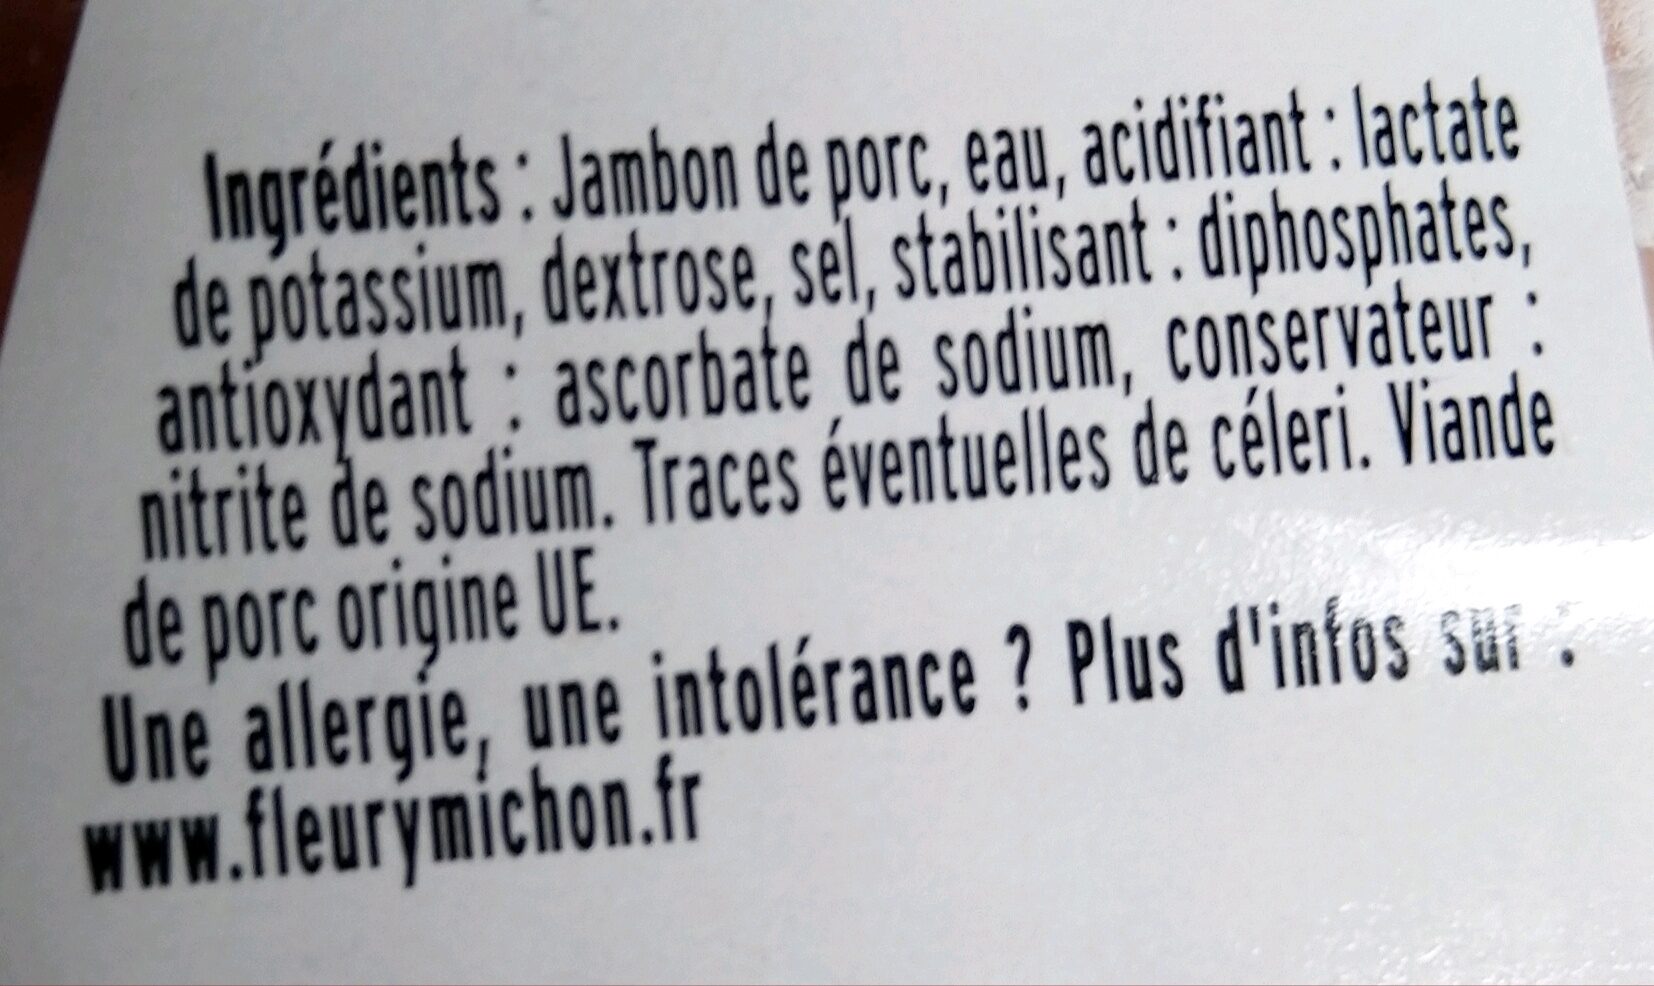 Ingrédients : Jambon de porc, eau, acidifiant : lactate
de potassium, dextrose, sel, stabilisant : diphosphates,
antioxydant : ascorbate de sodium, conservateur :
nitrite de sodium. Traces éventuelles de céleri. Viande
de porc origine UE.
Une allergie, une intolérance ? Plus d'infos sur :
www.fleurymichon.fr